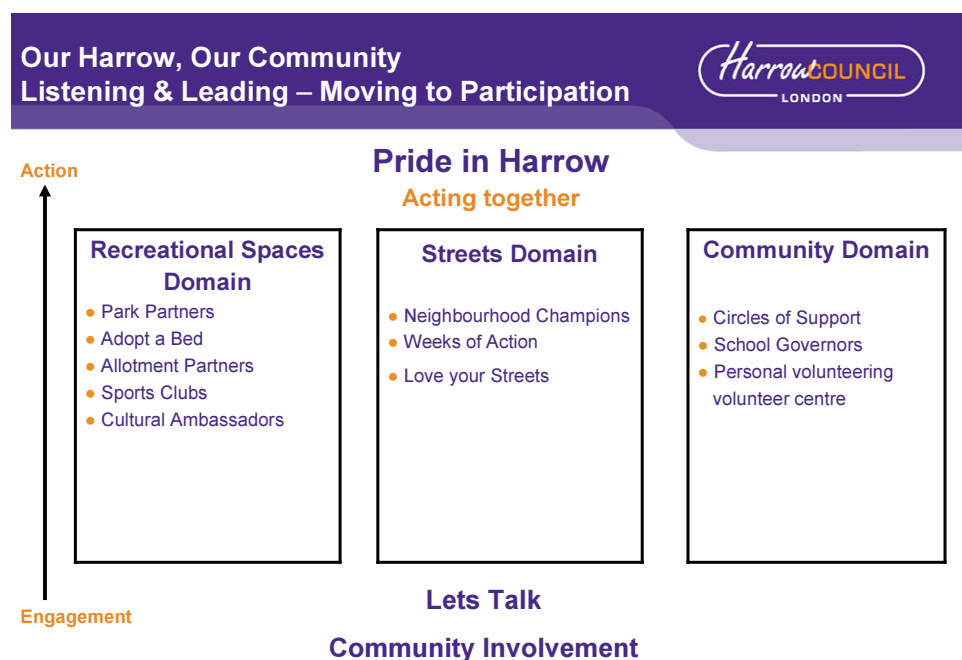 Our Harrow, Our Community
Listening & Leading – Moving to Participation
HarrowCOUNCIL
LONDON
Action
Pride in Harrow
Acting together
Recreational Spaces
Domain
• Park Partners
• Adopt a Bed
• Allotment Partners
• Sports Clubs
• Cultural Ambassadors
Streets Domain
• Neighbourhood Champions
• Weeks of Action
• Love your Streets
Community Domain
• Circles of Support
• School Governors
• Personal volunteering
volunteer centre
Engagement
Lets Talk
Community Involvement